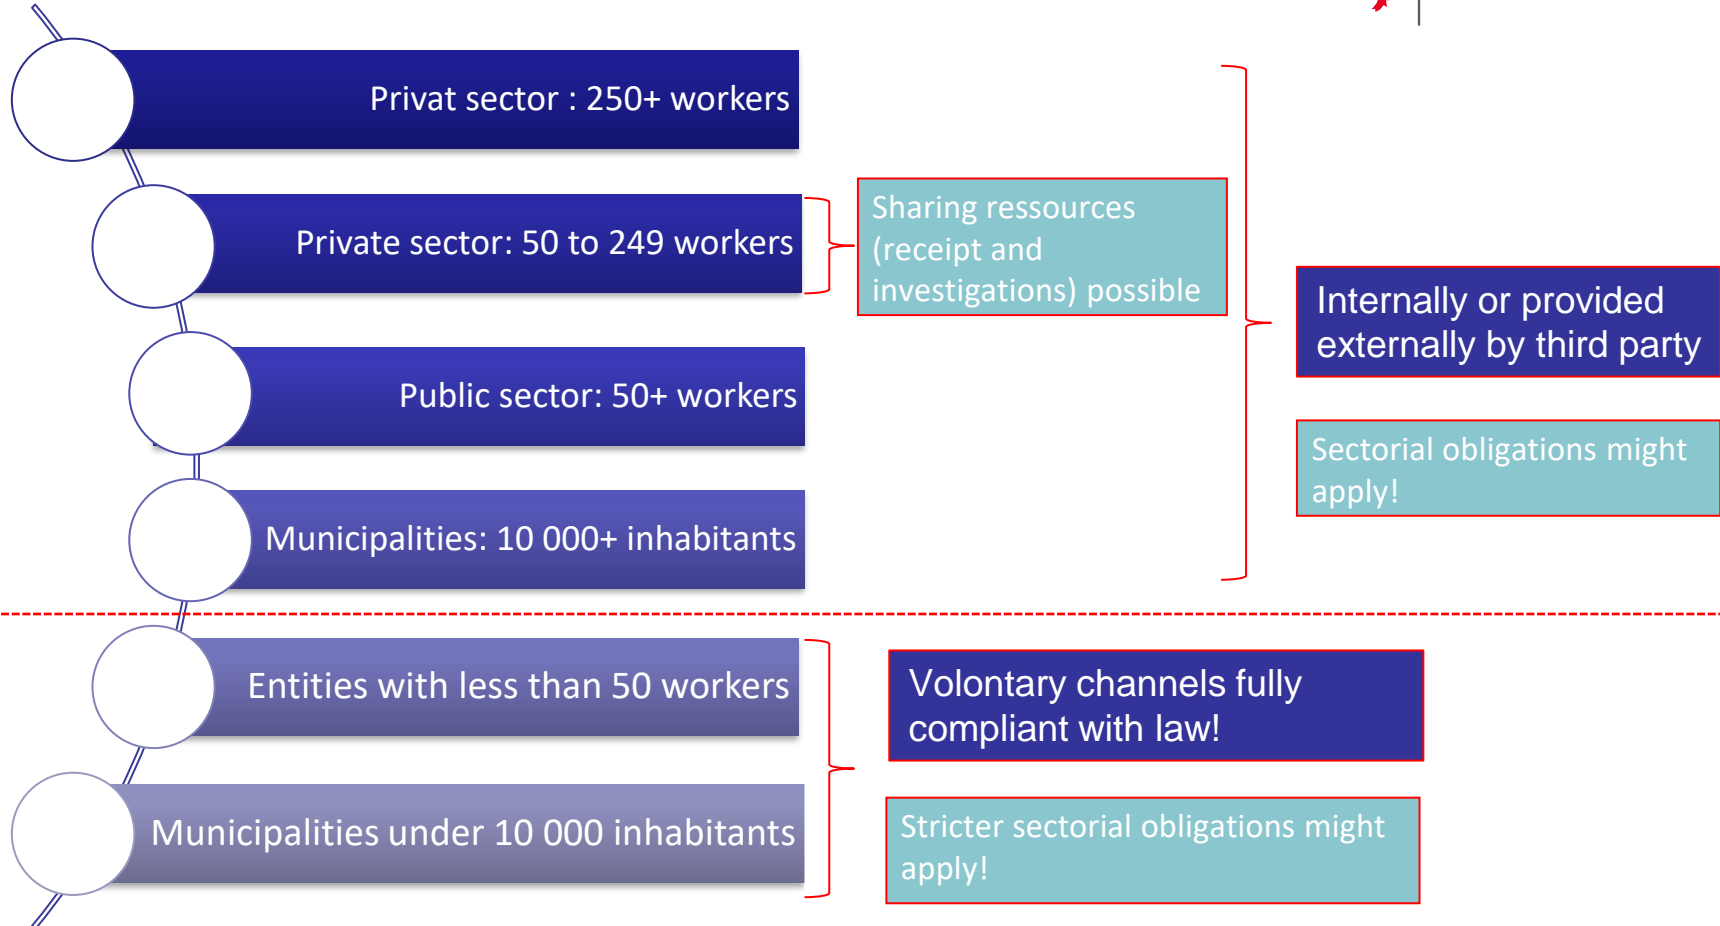 Privat sector : 250+ workers
Private sector: 50 to 249 workers
Sharing ressources
(receipt and
investigations) possible
Internally or provided
externally by third party
Public sector: 50+ workers
Sectorial obligations might
apply!
Municipalities: 10 000+ inhabitants
Entities with less than 50 workers
Volontary channels fully
compliant with law!
Municipalities under 10 000 inhabitants
Stricter sectorial obligations might
apply!